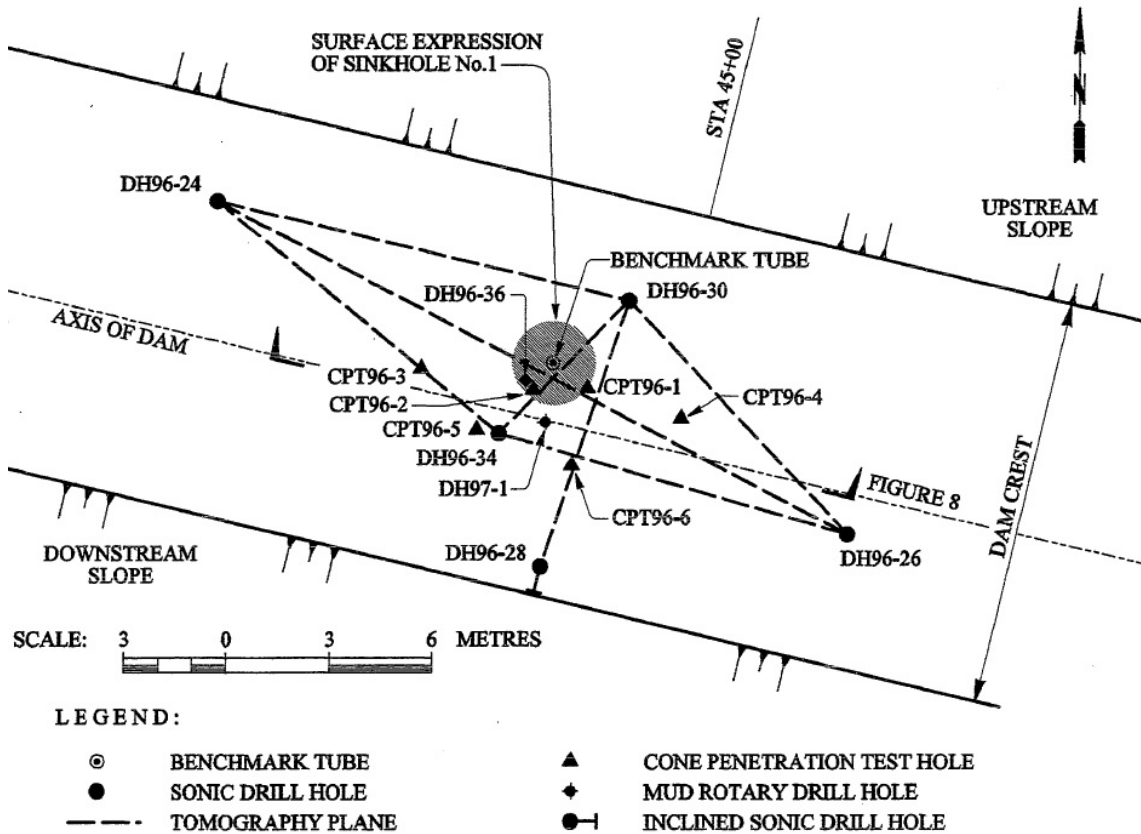 SURFACE EXPRESSION
OF SINKHOLE No.1
STA 45+00
N
DH96-24
UPSTREAM
SLOPE
BENCHMARK TUBE
DH96-36
DH96-30
AXIS OF DAM
CPT96-3
CPT96-1
CPT96-2
CPT96-4
CPT96-5
DH96-34
DH97-1
FIGURE 8
CPT96-6
DAM CREST
DOWNSTREAM
SLOPE
DH96-28
DH96-26
SCALE: 3 0 3 6 METRES
LEGEND:
BENCHMARK TUBE
SONIC DRILL HOLE
TOMOGRAPHY PLANE
CONE PENETRATION TEST HOLE
MUD ROTARY DRILL HOLE
INCLINED SONIC DRILL HOLE